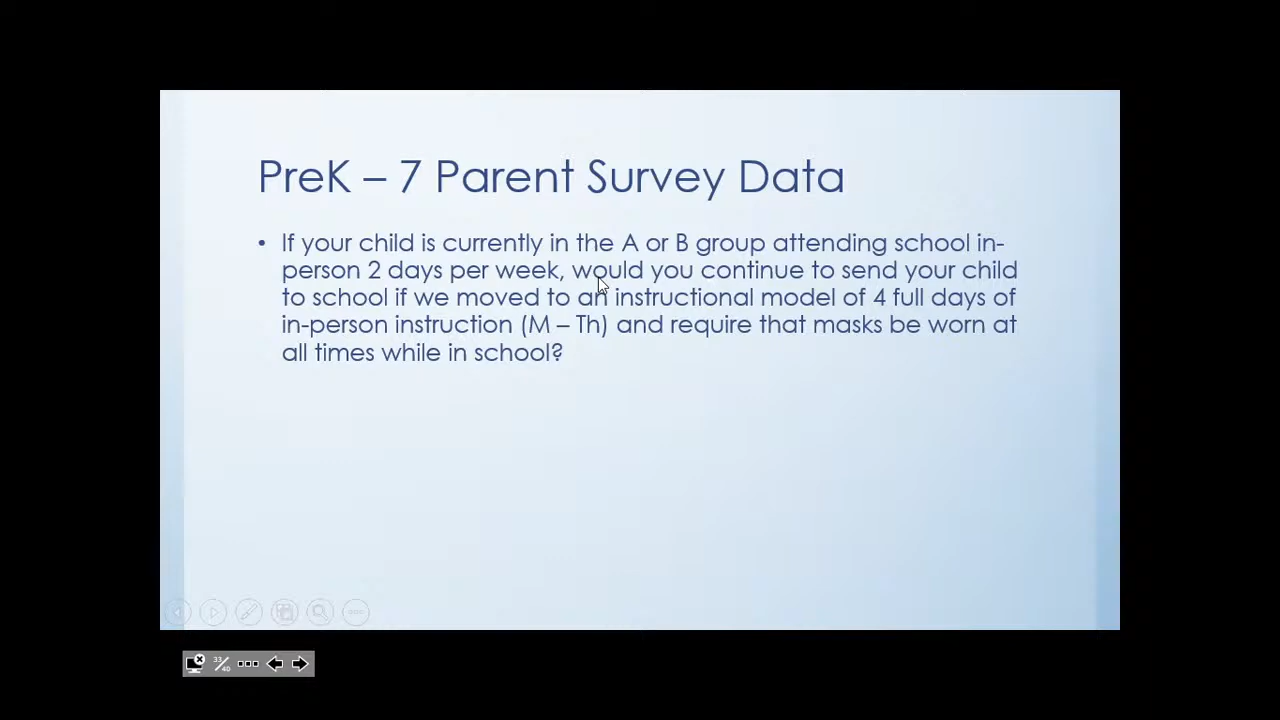 PreK – 7 Parent Survey Data
• If your child is currently in the A or B group attending school in-
person 2 days per week, would you continue to send your child
to school if we moved to an instructional model of 4 full days of
in-person instruction (M – Th) and require that masks be worn at
all times while in school?
33/40